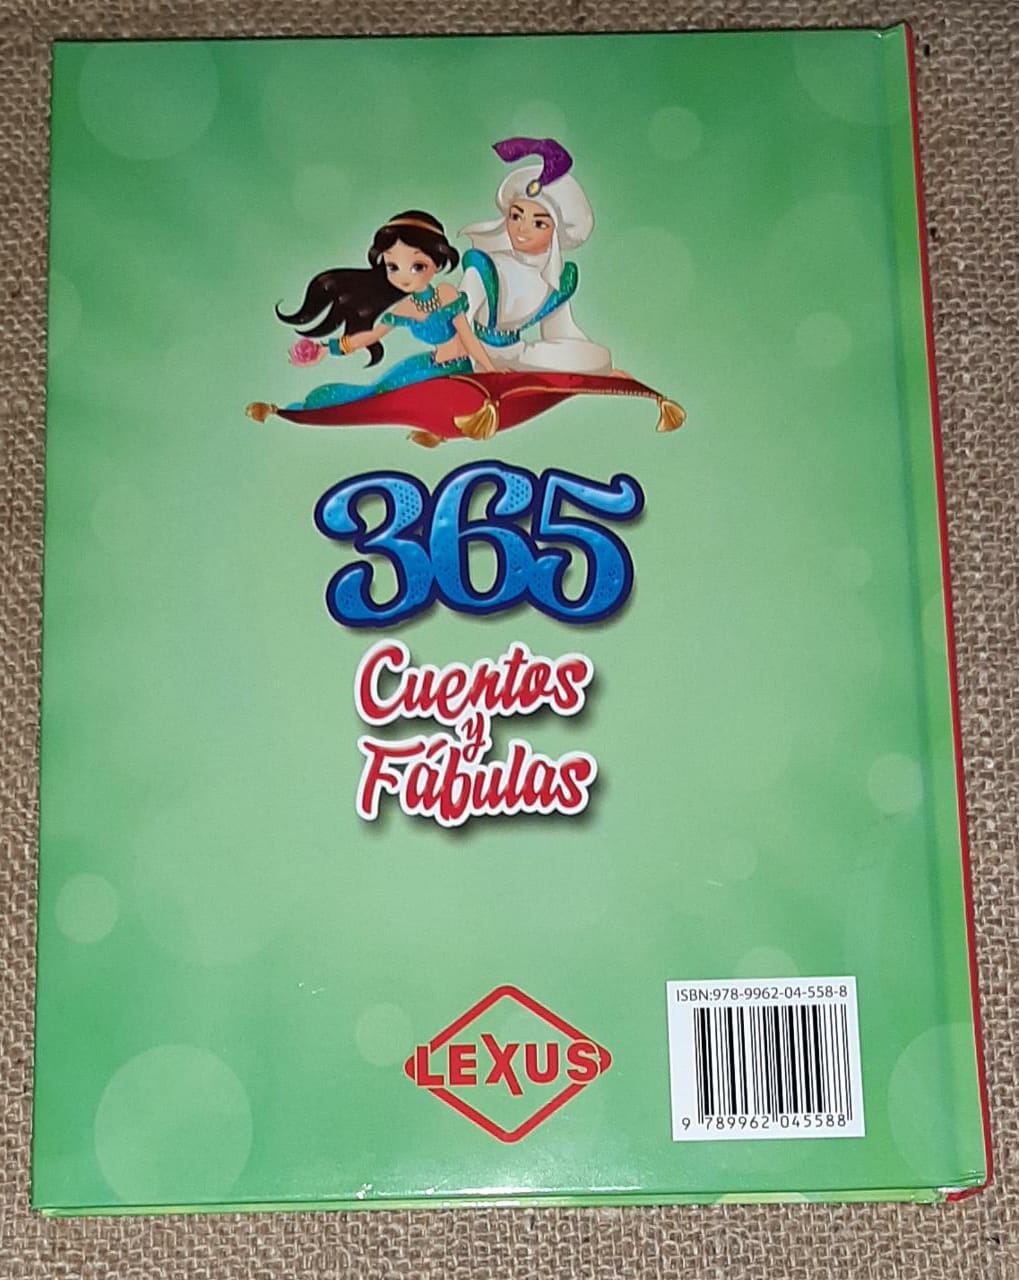 365
Cuentos
y
Fábulas
LEXUS
ISBN:978-9962-04-558-8
9 789962 045588